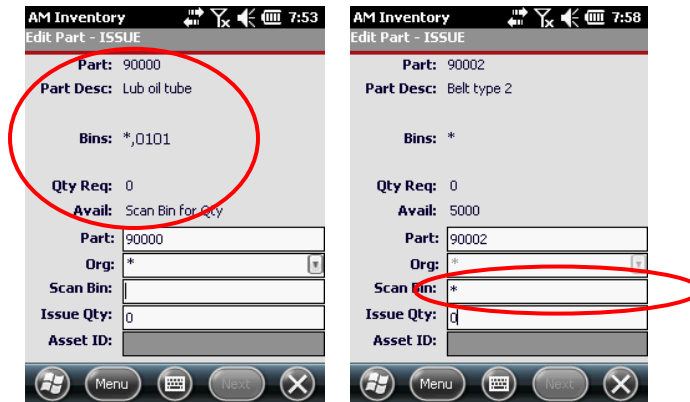 AM Inventory 7:53
Edit Part - ISSUE
Part: 90000
Part Desc: Lub oil tube
Bins: *,0101
Qty Req: 0
Avail: Scan Bin for Qty
Part: 90000
Org: *
Scan Bin:
Issue Qty: 0
Asset ID:
Menu Next
AM Inventory 7:58
Edit Part - ISSUE
Part: 90002
Part Desc: Belt type 2
Bins: *
Qty Req: 0
Avail: 5000
Part: 90002
Org: *
Scan Bin: *
Issue Qty: 0
Asset ID:
Menu Next